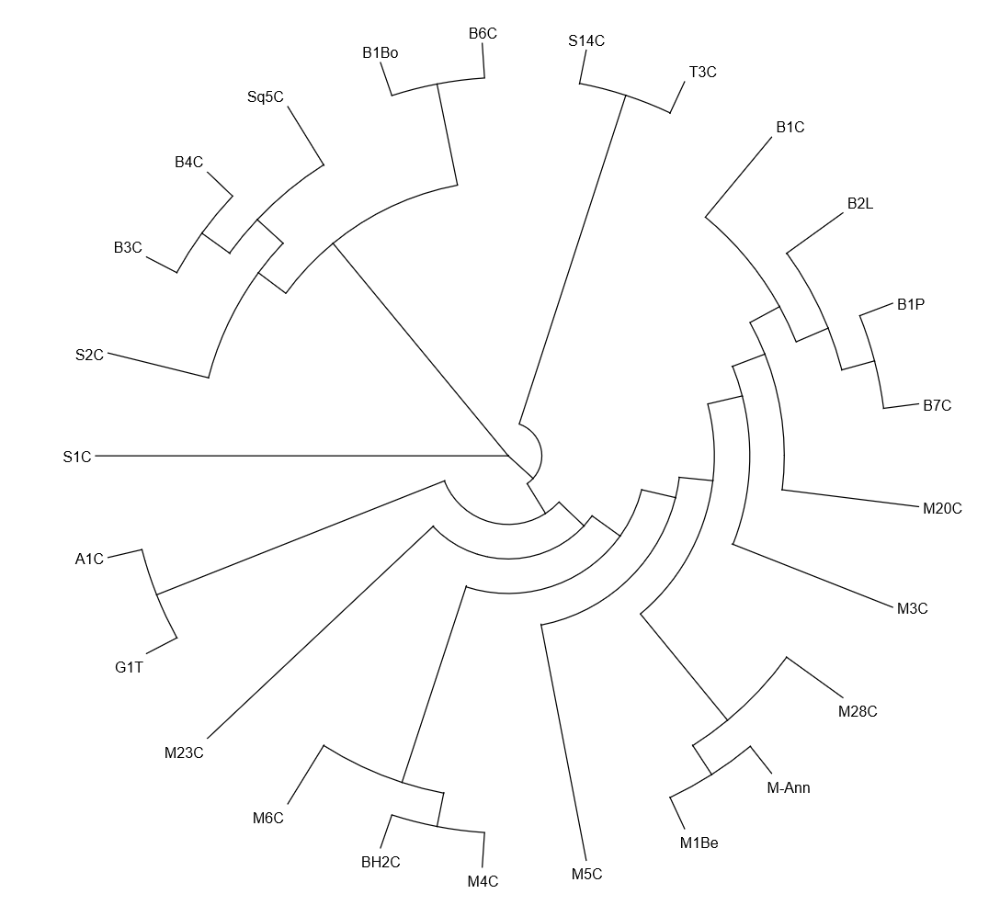 B6C
S14C
B1Bo
T3C
Sq5C
B1C
B4C
B2L
B3C
B1P
S2C
B7C
S1C
M20C
A1C
M3C
G1T
M28C
M23C
M-Ann
M6C
M1Be
BH2C
M5C
M4C